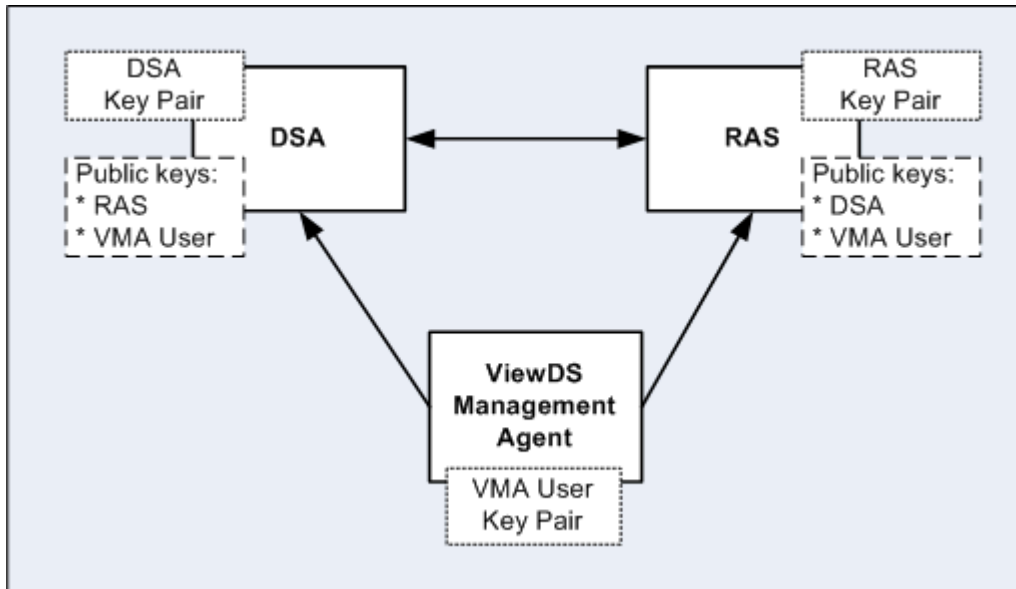 DSA
Key Pair
DSA
Public keys:
* RAS
* VMA User
RAS
Key Pair
RAS
Public keys:
* DSA
* VMA User
ViewDS
Management
Agent
VMA User
Key Pair